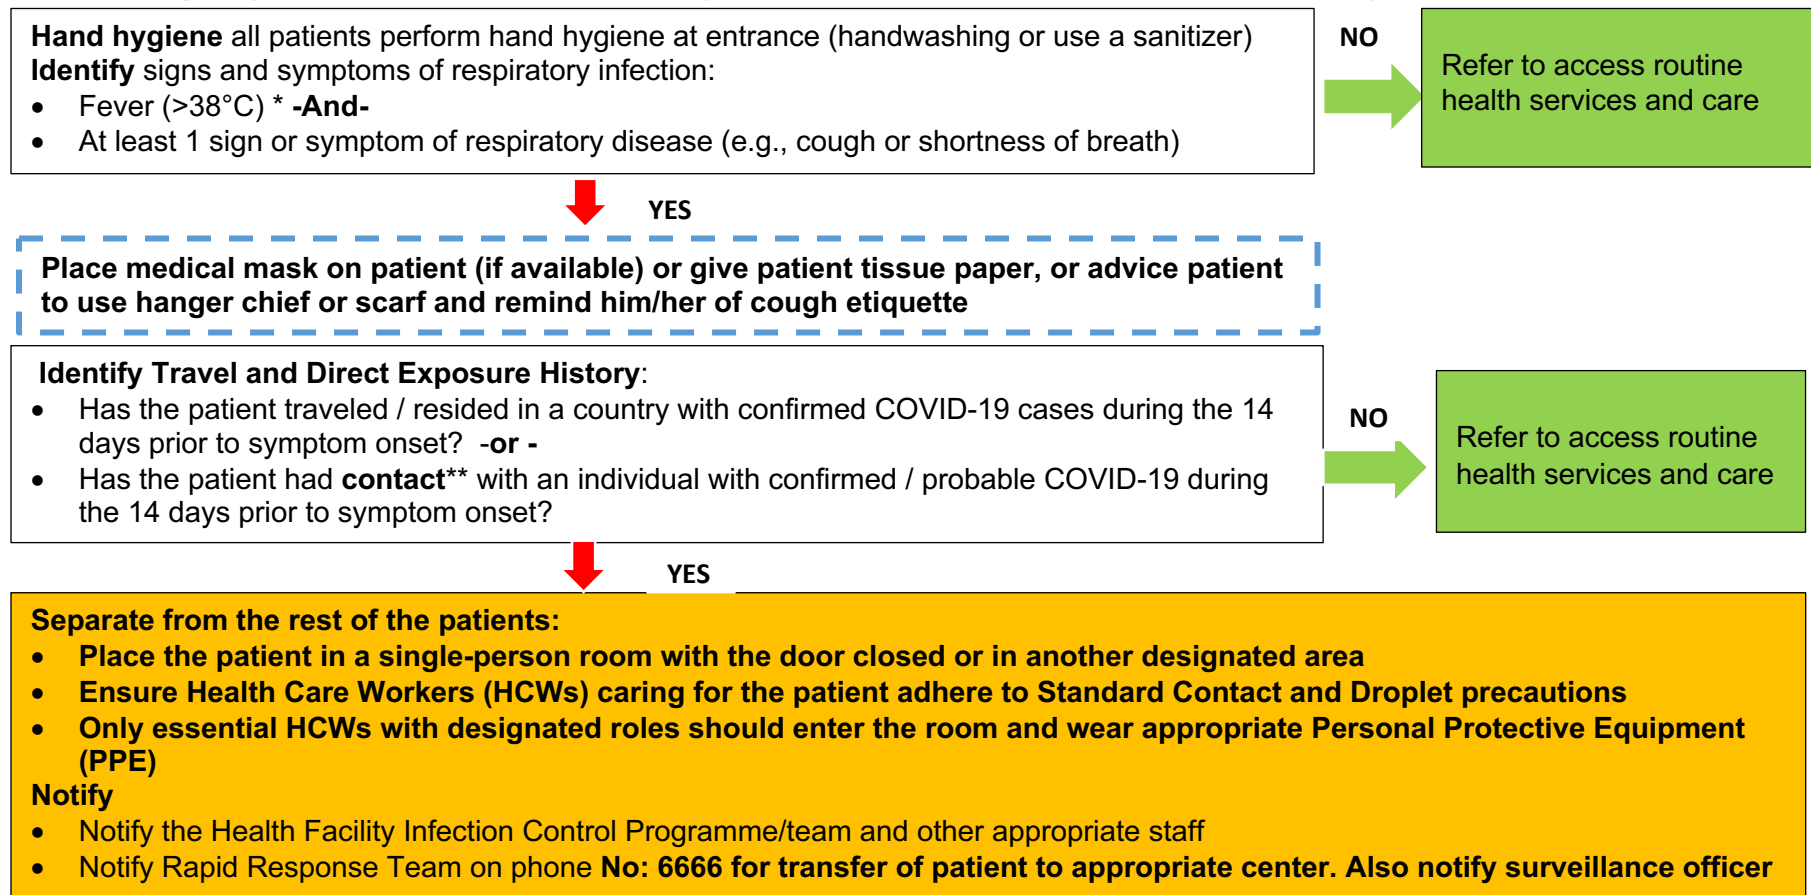 Hand hygiene all patients perform hand hygiene at entrance (handwashing or use a sanitizer)
Identify signs and symptoms of respiratory infection:
• Fever (>38°C) * -And-
• At least 1 sign or symptom of respiratory disease (e.g., cough or shortness of breath)
NO
Refer to access routine
health services and care
YES
Place medical mask on patient (if available) or give patient tissue paper, or advice patient
to use hanger chief or scarf and remind him/her of cough etiquette
Identify Travel and Direct Exposure History:
• Has the patient traveled / resided in a country with confirmed COVID-19 cases during the 14
days prior to symptom onset? -or -
• Has the patient had contact** with an individual with confirmed / probable COVID-19 during
the 14 days prior to symptom onset?
NO
Refer to access routine
health services and care
YES
Separate from the rest of the patients:
• Place the patient in a single-person room with the door closed or in another designated area
• Ensure Health Care Workers (HCWs) caring for the patient adhere to Standard Contact and Droplet precautions
• Only essential HCWs with designated roles should enter the room and wear appropriate Personal Protective Equipment
(PPE)
Notify
• Notify the Health Facility Infection Control Programme/team and other appropriate staff
• Notify Rapid Response Team on phone No: 6666 for transfer of patient to appropriate center. Also notify surveillance officer